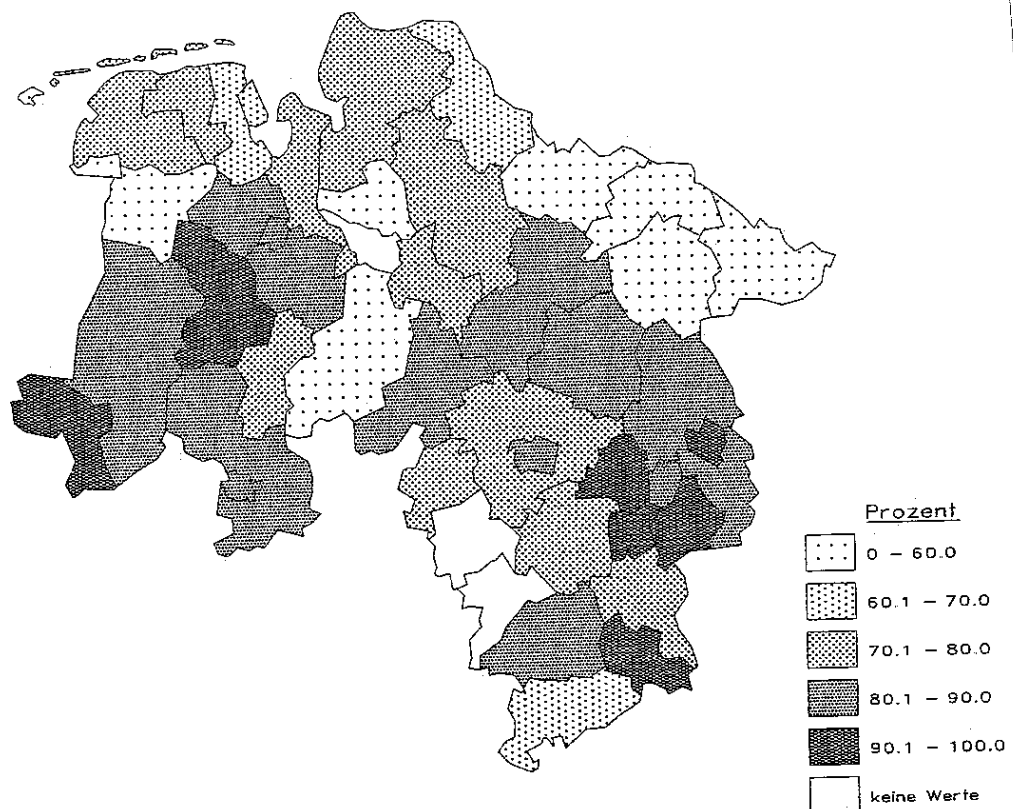 Prozent
0 – 60.0
60.1 – 70.0
70.1 – 80.0
80.1 – 90.0
90.1 – 100.0
keine Werte